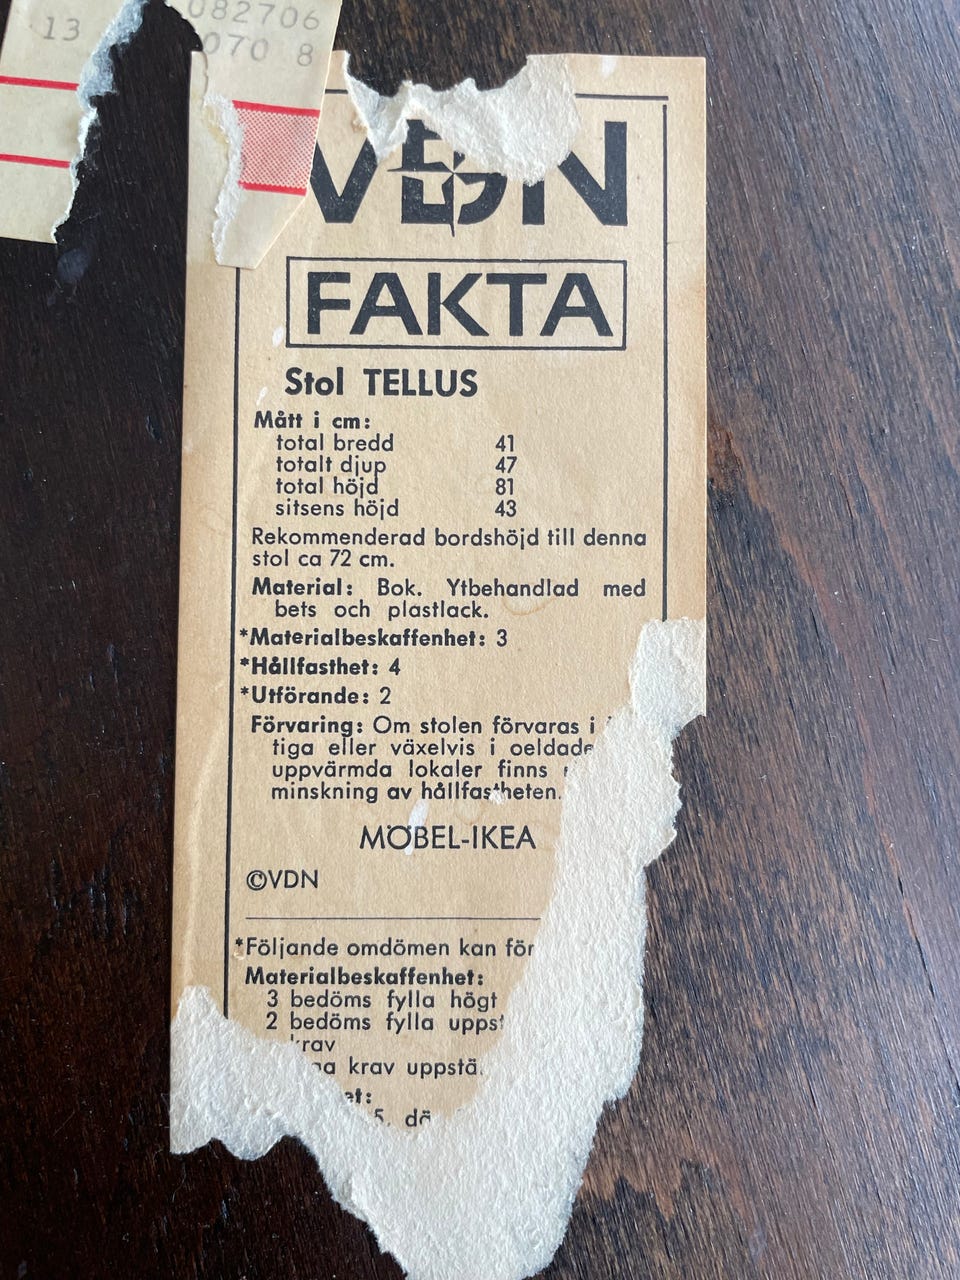 13
082706
070 8
VDN
FAKTA
Stol TELLUS
Mått i cm:
total bredd 41
totalt djup 47
total höjd 81
sitsens höjd 43
Rekommenderad bordshöjd till denna
stol ca 72 cm.
Material: Bok. Ytbehandlad med
bets och plastlack.
*Materialbeskaffenhet: 3
*Hållfasthet: 4
*Utförande: 2
Förvaring: Om stolen förvaras i
tiga eller växelvis i
uppvärmda lokaler finns
minskning av hållfastheten.
MÖBEL-IKEA
©VDN
*Följande omdömen kan för
Materialbeskaffenhet:
3 bedöms fylla högt
2 bedöms fylla
krav
krav